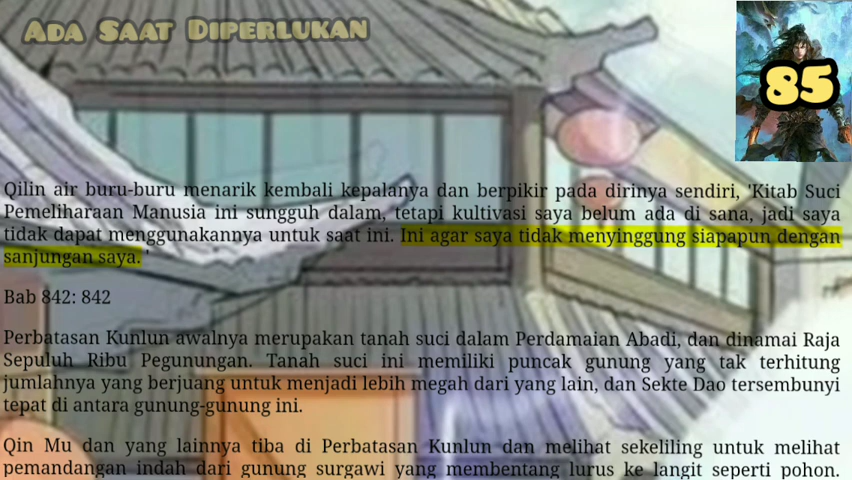 Ada Saat Diperlukan
85
Qilin air buru-buru menarik kembali kepalanya dan berpikir pada dirinya sendiri, 'Kitab Suci
Pemeliharaan Manusia ini sungguh dalam, tetapi kultivasi saya belum ada di sana, jadi saya
tidak dapat menggunakannya untuk saat ini. Ini agar saya tidak menyinggung siapapun dengan
sanjungan saya. '
Bab 842: 842
Perbatasan Kunlun awalnya merupakan tanah suci dalam Perdamaian Abadi, dan dinamai Raja
Sepuluh Ribu Pegunungan. Tanah suci ini memiliki puncak gunung yang tak terhitung
jumlahnya yang berjuang untuk menjadi lebih megah dari yang lain, dan Sekte Dao tersembunyi
tepat di antara gunung-gunung ini.
Qin Mu dan yang lainnya tiba di Perbatasan Kunlun dan melihat sekeliling untuk melihat
pemandangan indah dari gunung surgawi yang membentang lurus ke langit seperti pohon.